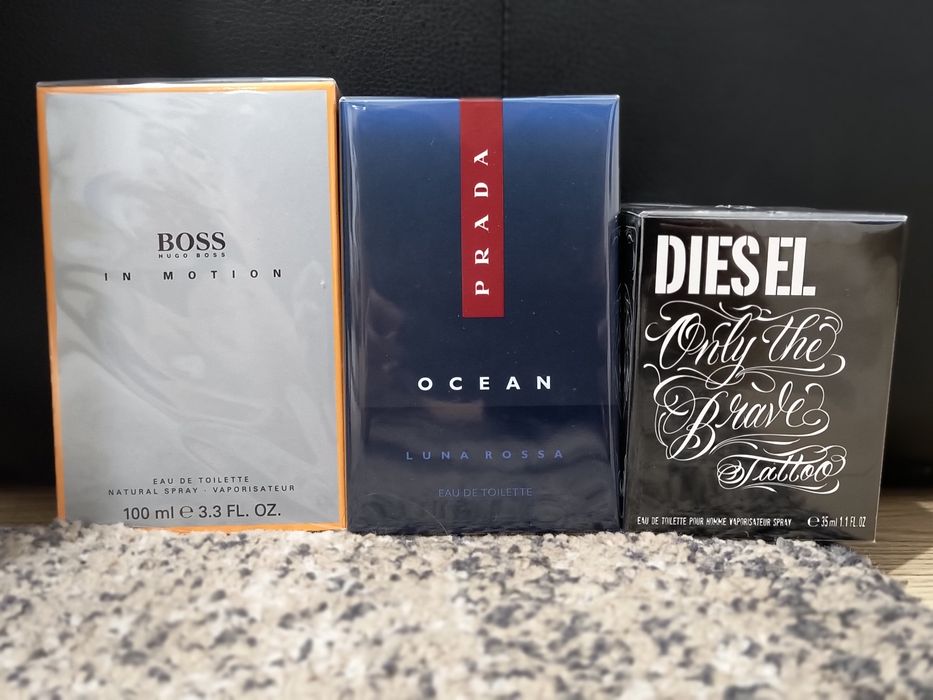 BOSS
HUGO BOSS
IN MOTION
EAU DE TOILETTE
NATURAL SPRAY - VAPORISATEUR
100 ml e 3.3 FL. OZ.
PRADA
OCEAN
LUNA ROSSA
EAU DE TOILETTE
DIESEL
Only the
Brave
Tattoo
EAU DE TOILETTE POUR HOMME VAPORISATEUR SPRAY e 35 ml 1.1 FL. OZ